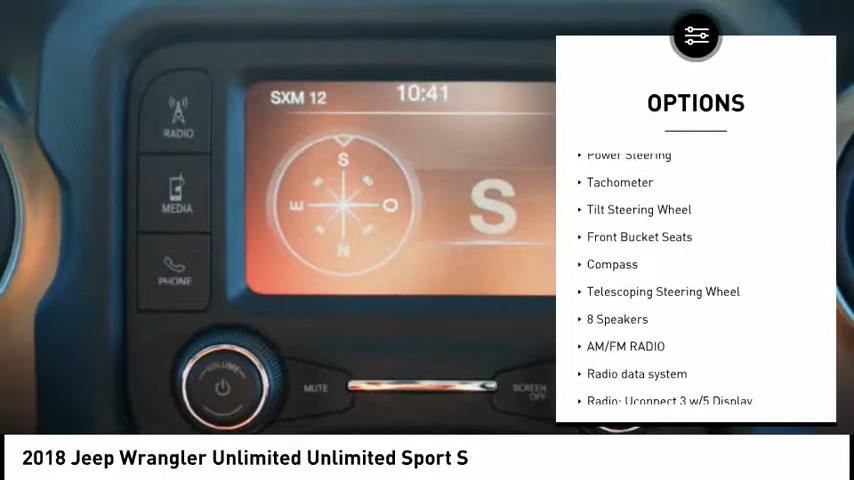 SXM 12
10:41
RADIO
MEDIA
PHONE
S
E
O
N
S
VOLUME
MUTE
SCREEN
OFF
OPTIONS
Power Steering
Tachometer
Tilt Steering Wheel
Front Bucket Seats
Compass
Telescoping Steering Wheel
8 Speakers
AM/FM RADIO
Radio data system
Radio: Uconnect 3 w/5 Display
2018 Jeep Wrangler Unlimited Unlimited Sport S